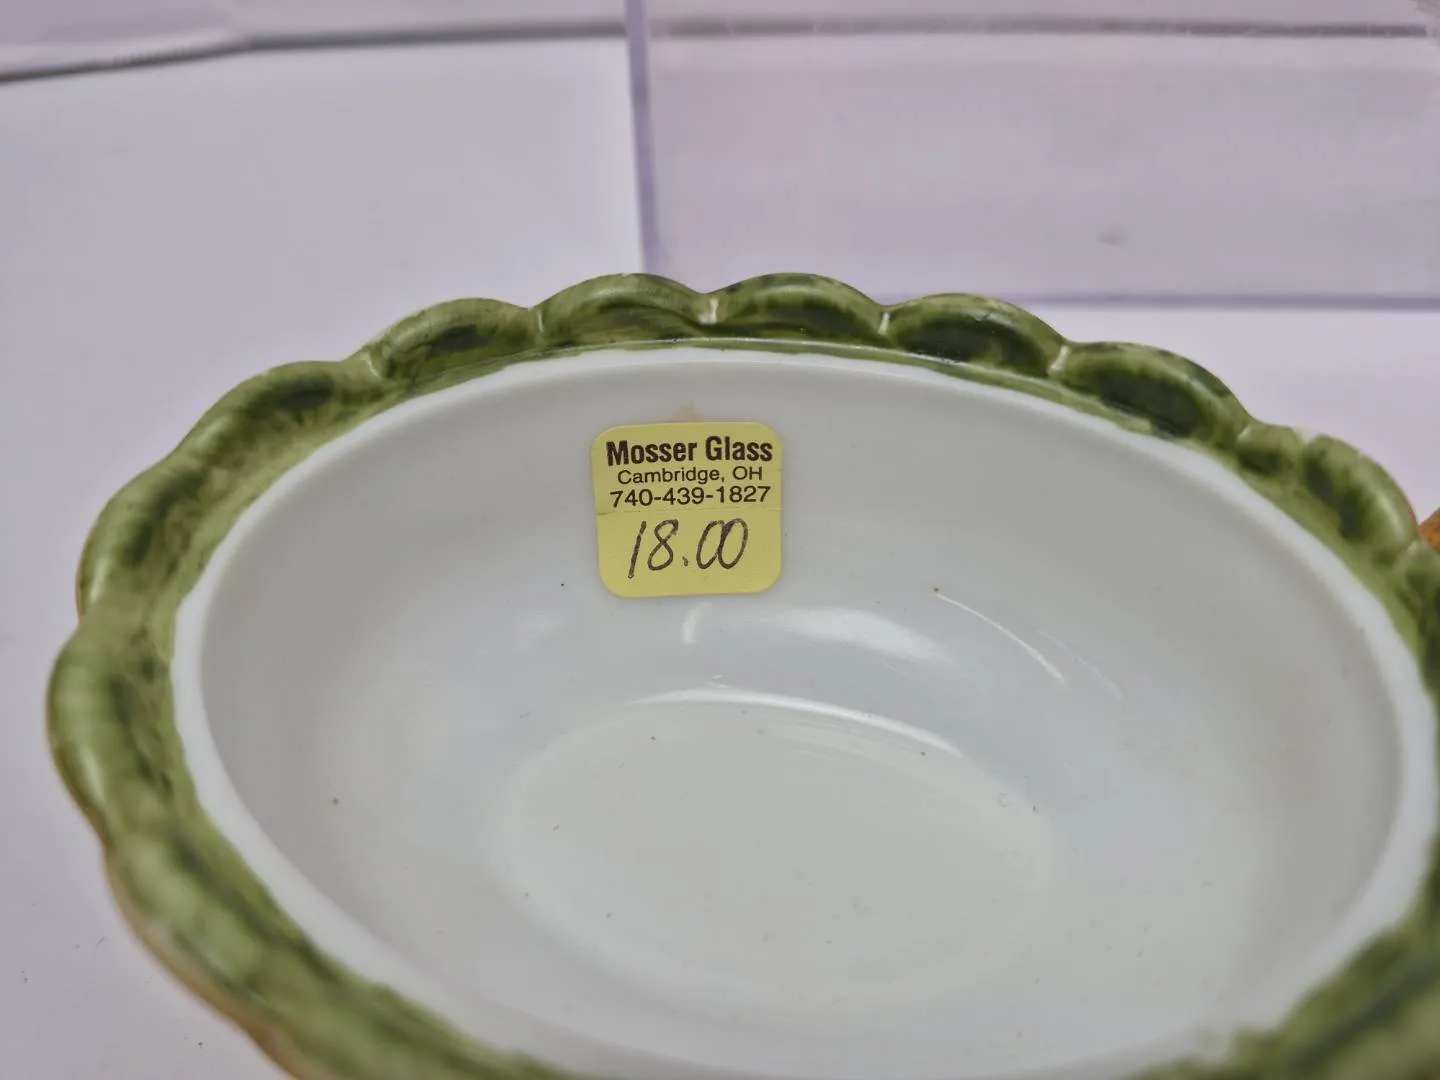 Mosser Glass
Cambridge, OH
740-439-1827
18.00